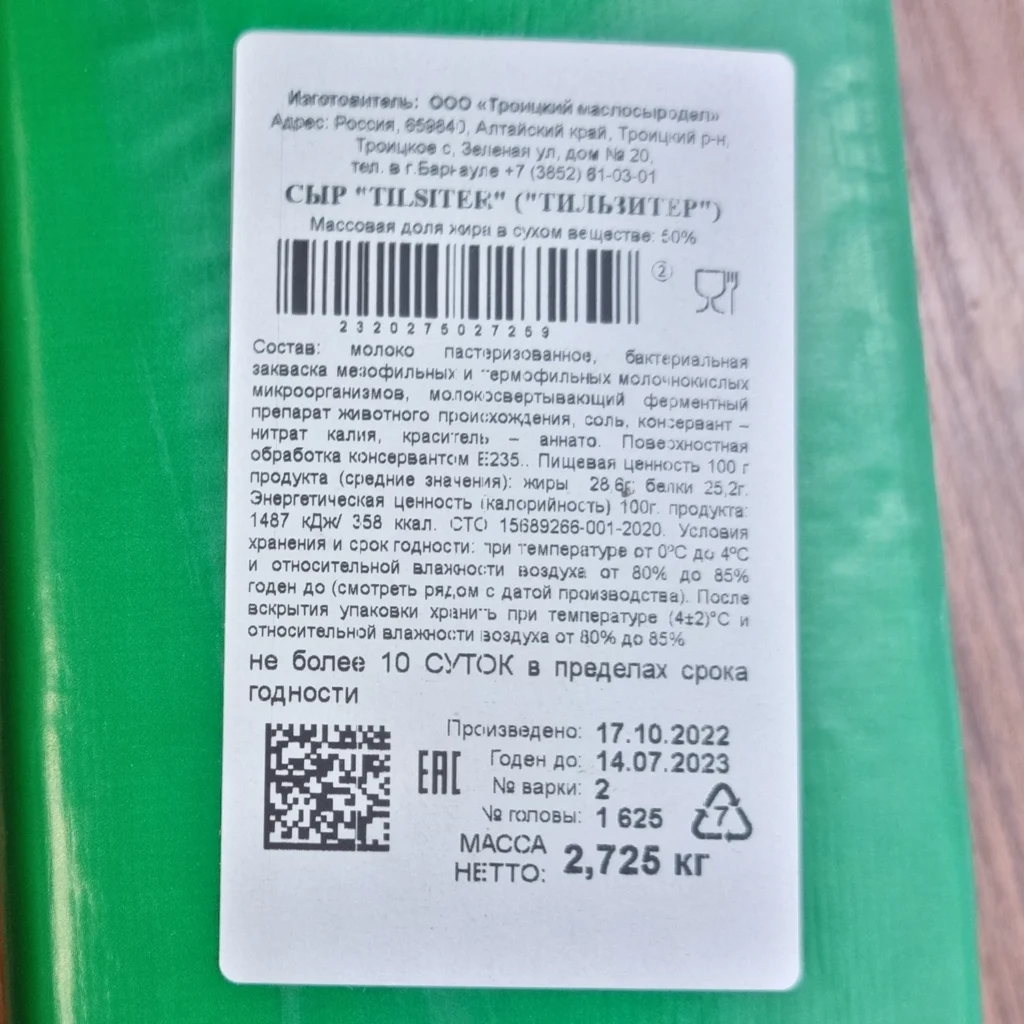 Изготовитель: ООО «Троицкий маслосыродел»
Адрес: Россия, 659840, Алтайский край, Троицкий р-н,
Троицкое с, Зеленая ул, дом № 20,
тел. в г.Барнауле +7 (3852) 61-03-01
СЫР "TILSITER" ("ТИЛЬЗИТЕР")
Массовая доля жира в сухом веществе: 50%
2
2320275027259
Состав: молоко пастеризованное, бактериальная
закваска мезофильных и термофильных молочнокислых
микроорганизмов, молокосвертывающий ферментный
препарат животного происхождения, соль, консервант –
нитрат калия, краситель – аннато. Поверхностная
обработка консервантом Е235.. Пищевая ценность 100 г
продукта (средние значения): жиры 28,6г; белки 25,2г.
Энергетическая ценность (калорийность) 100г. продукта:
1487 кДж/ 358 ккал. СТО 15689266-001-2020. Условия
хранения и срок годности: при температуре от 0°С до 4°С
и относительной влажности воздуха от 80% до 85%
годен до (смотреть рядом с датой производства). После
вскрытия упаковки хранить при температуре (4±2)°С и
относительной влажности воздуха от 80% до 85%
не более 10 СУТОК в пределах срока
годности
Произведено: 17.10.2022
EAC
Годен до: 14.07.2023
№ варки: 2
№ головы: 1 625
7
МАССА
НЕТТО: 2,725 кг